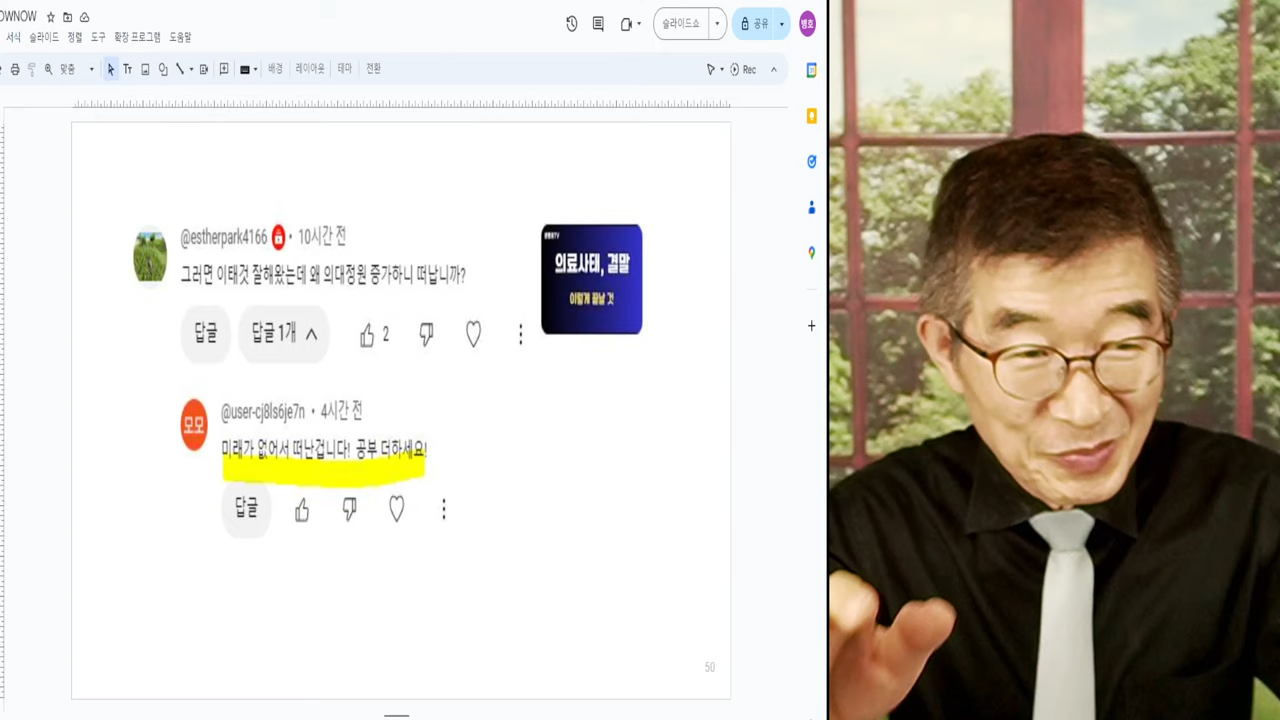 OWNOW
서식 슬라이드 정렬 도구 확장 프로그램 도움말
슬라이드쇼
공유
병호
맞춤
Tт
배경 레이아웃 테마 전환
Rec
@estherpark4166 • 10시간 전
그러면 이태것 잘해왔는데 왜 의대정원 증가하니 떠납니까?
답글 답글 1개 2
의료사태, 결말
이렇게 끝날 것
모모
@user-cj8ls6je7n • 4시간 전
미래가 없어서 떠난겁니다! 공부 더하세요!
답글
50